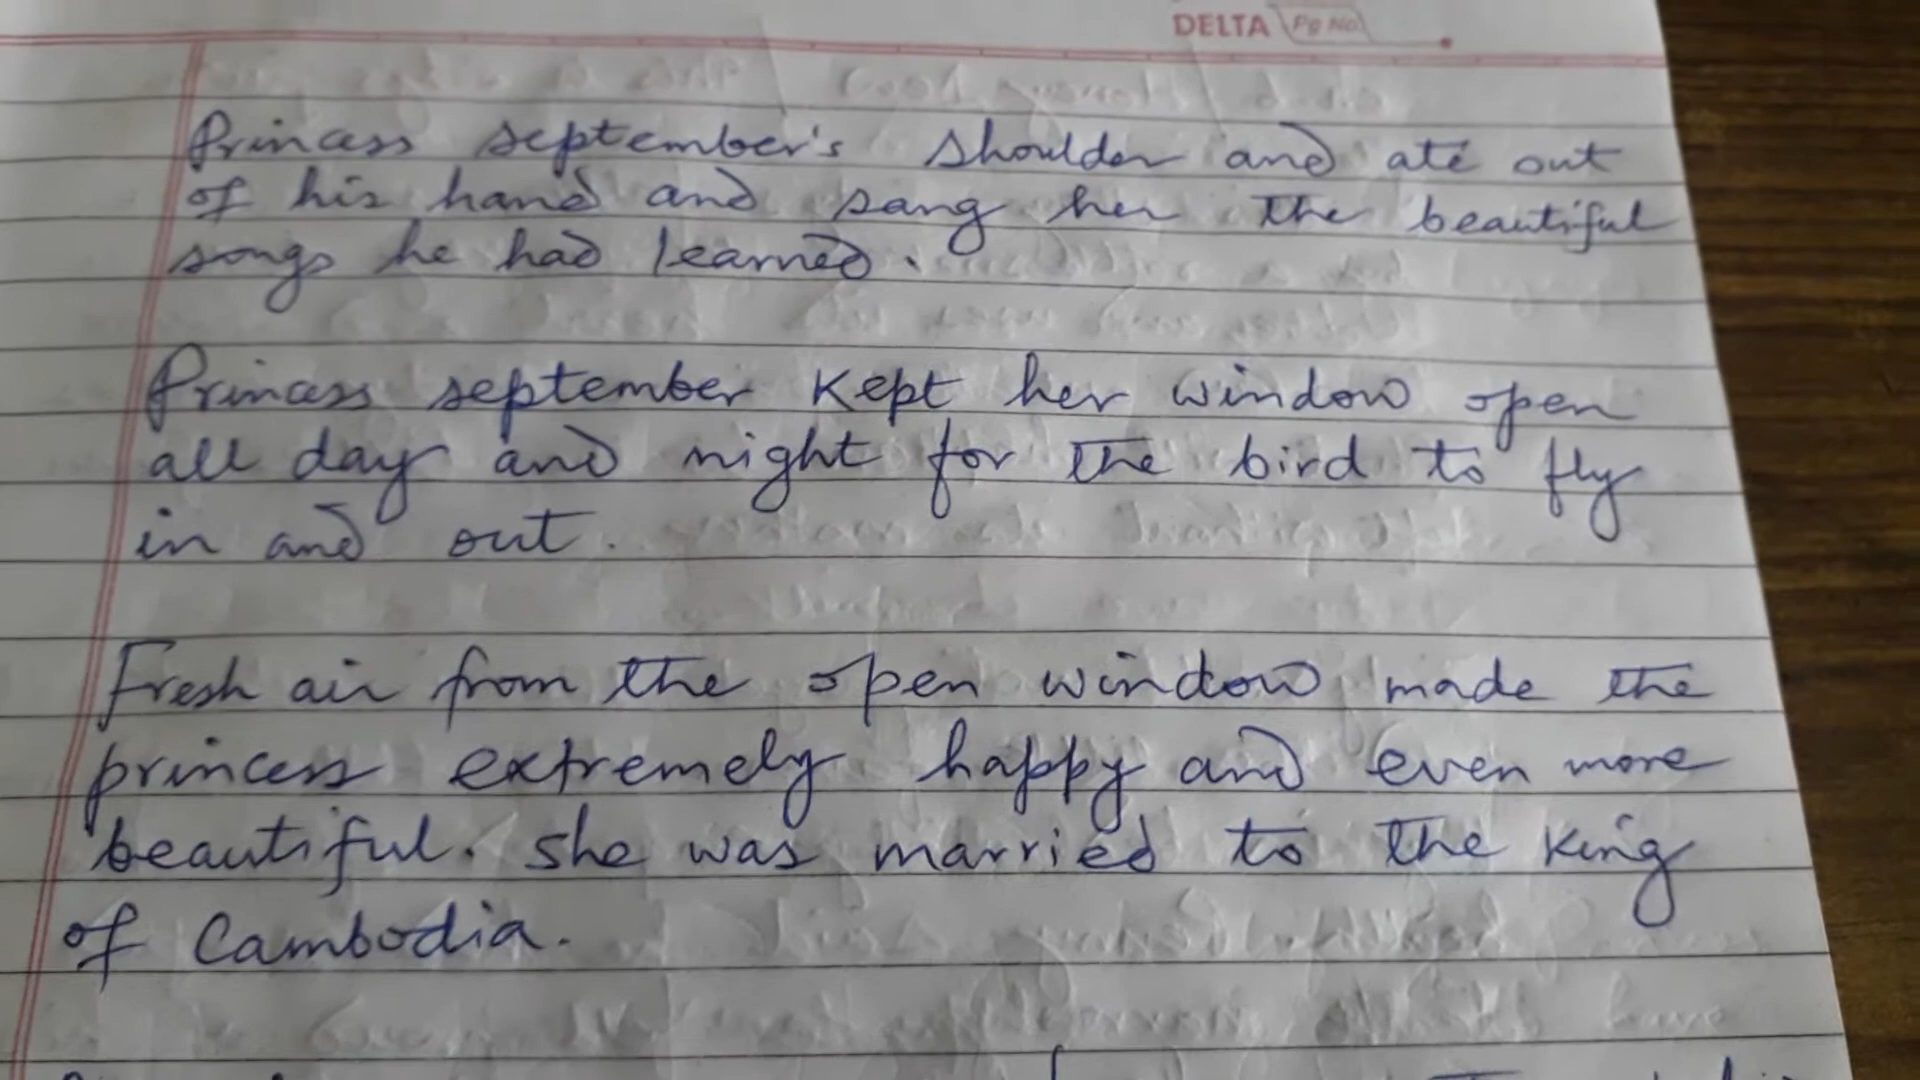 DELTA Pg No
Princess september's shoulder and ate out
of his hand and sang her the beautiful
songs he had learned.
Princess september kept her window open
all day and night for the bird to fly
in and out.
Fresh air from the open window made the
princess extremely happy and even more
beautiful. She was married to the king
of Cambodia.